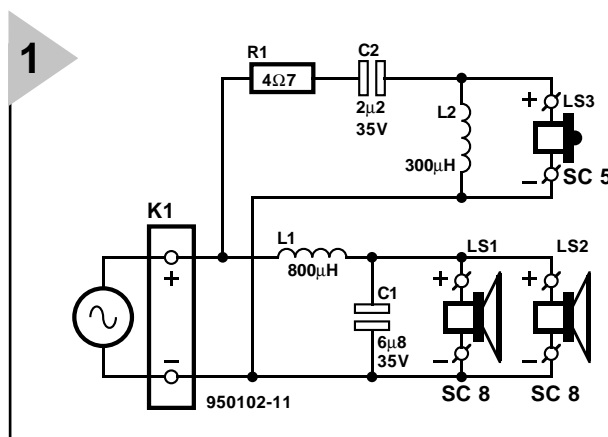 1
R1
4Ω7
C2
2µ2
35V
L2
300µH
+
LS3
–
SC 5
K1
+
–
L1
800µH
C1
6µ8
35V
LS1
+
–
SC 8
LS2
+
–
SC 8
950102-11